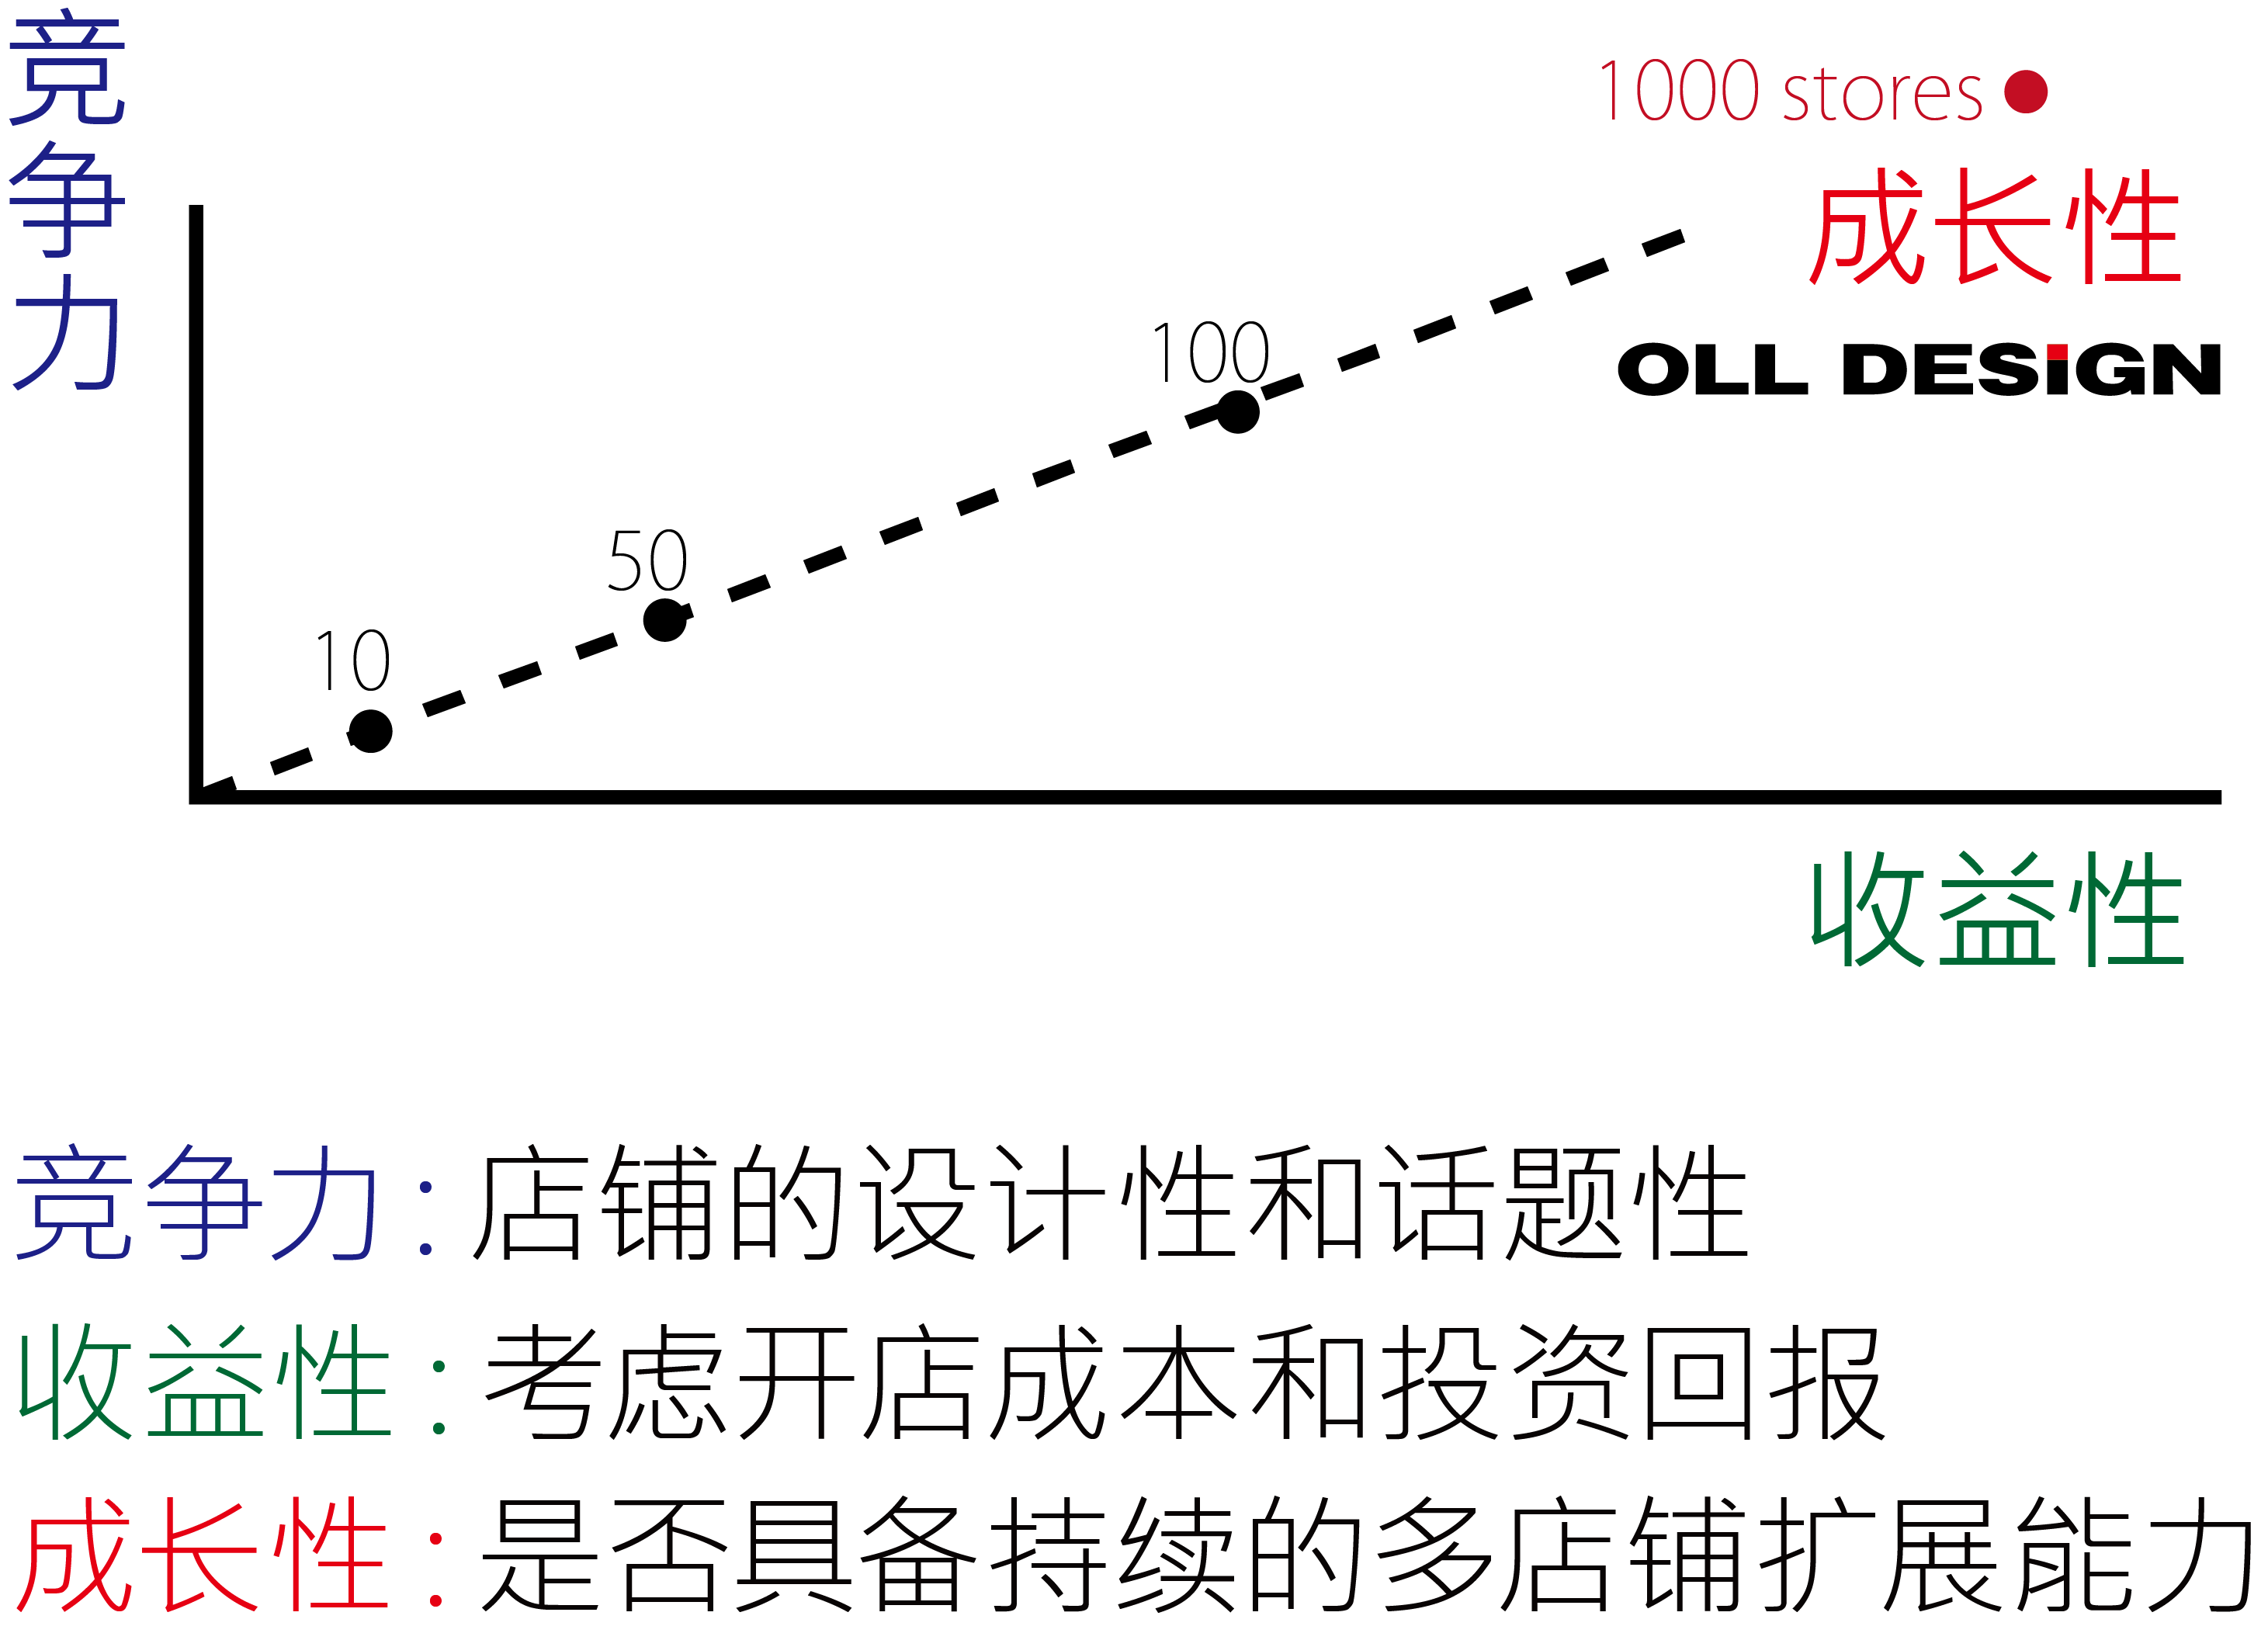 竞争力
1000 stores
成长性
OLL DESiGN
100
50
10
收益性
竞争力：店铺的设计性和话题性
收益性：考虑开店成本和投资回报
成长性：是否具备持续的多店铺扩展能力